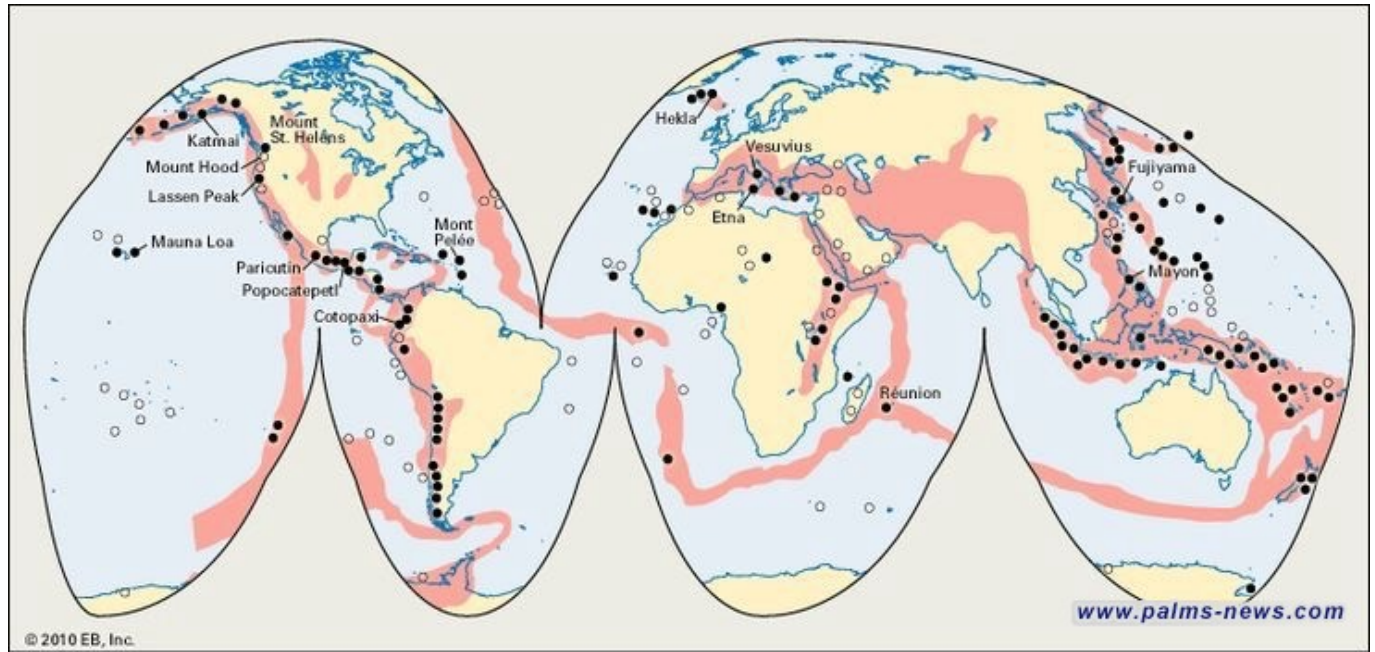 Hekla
Katmai
Mount
St. Helens
Mount Hood
Lassen Peak
Vesuvius
Fujiyama
Etna
Mauna Loa
Mont
Pelée
Paricutin
Popocatepetl
Mayon
Cotopaxi
Réunion
www.palms-news.com
© 2010 EB, Inc.